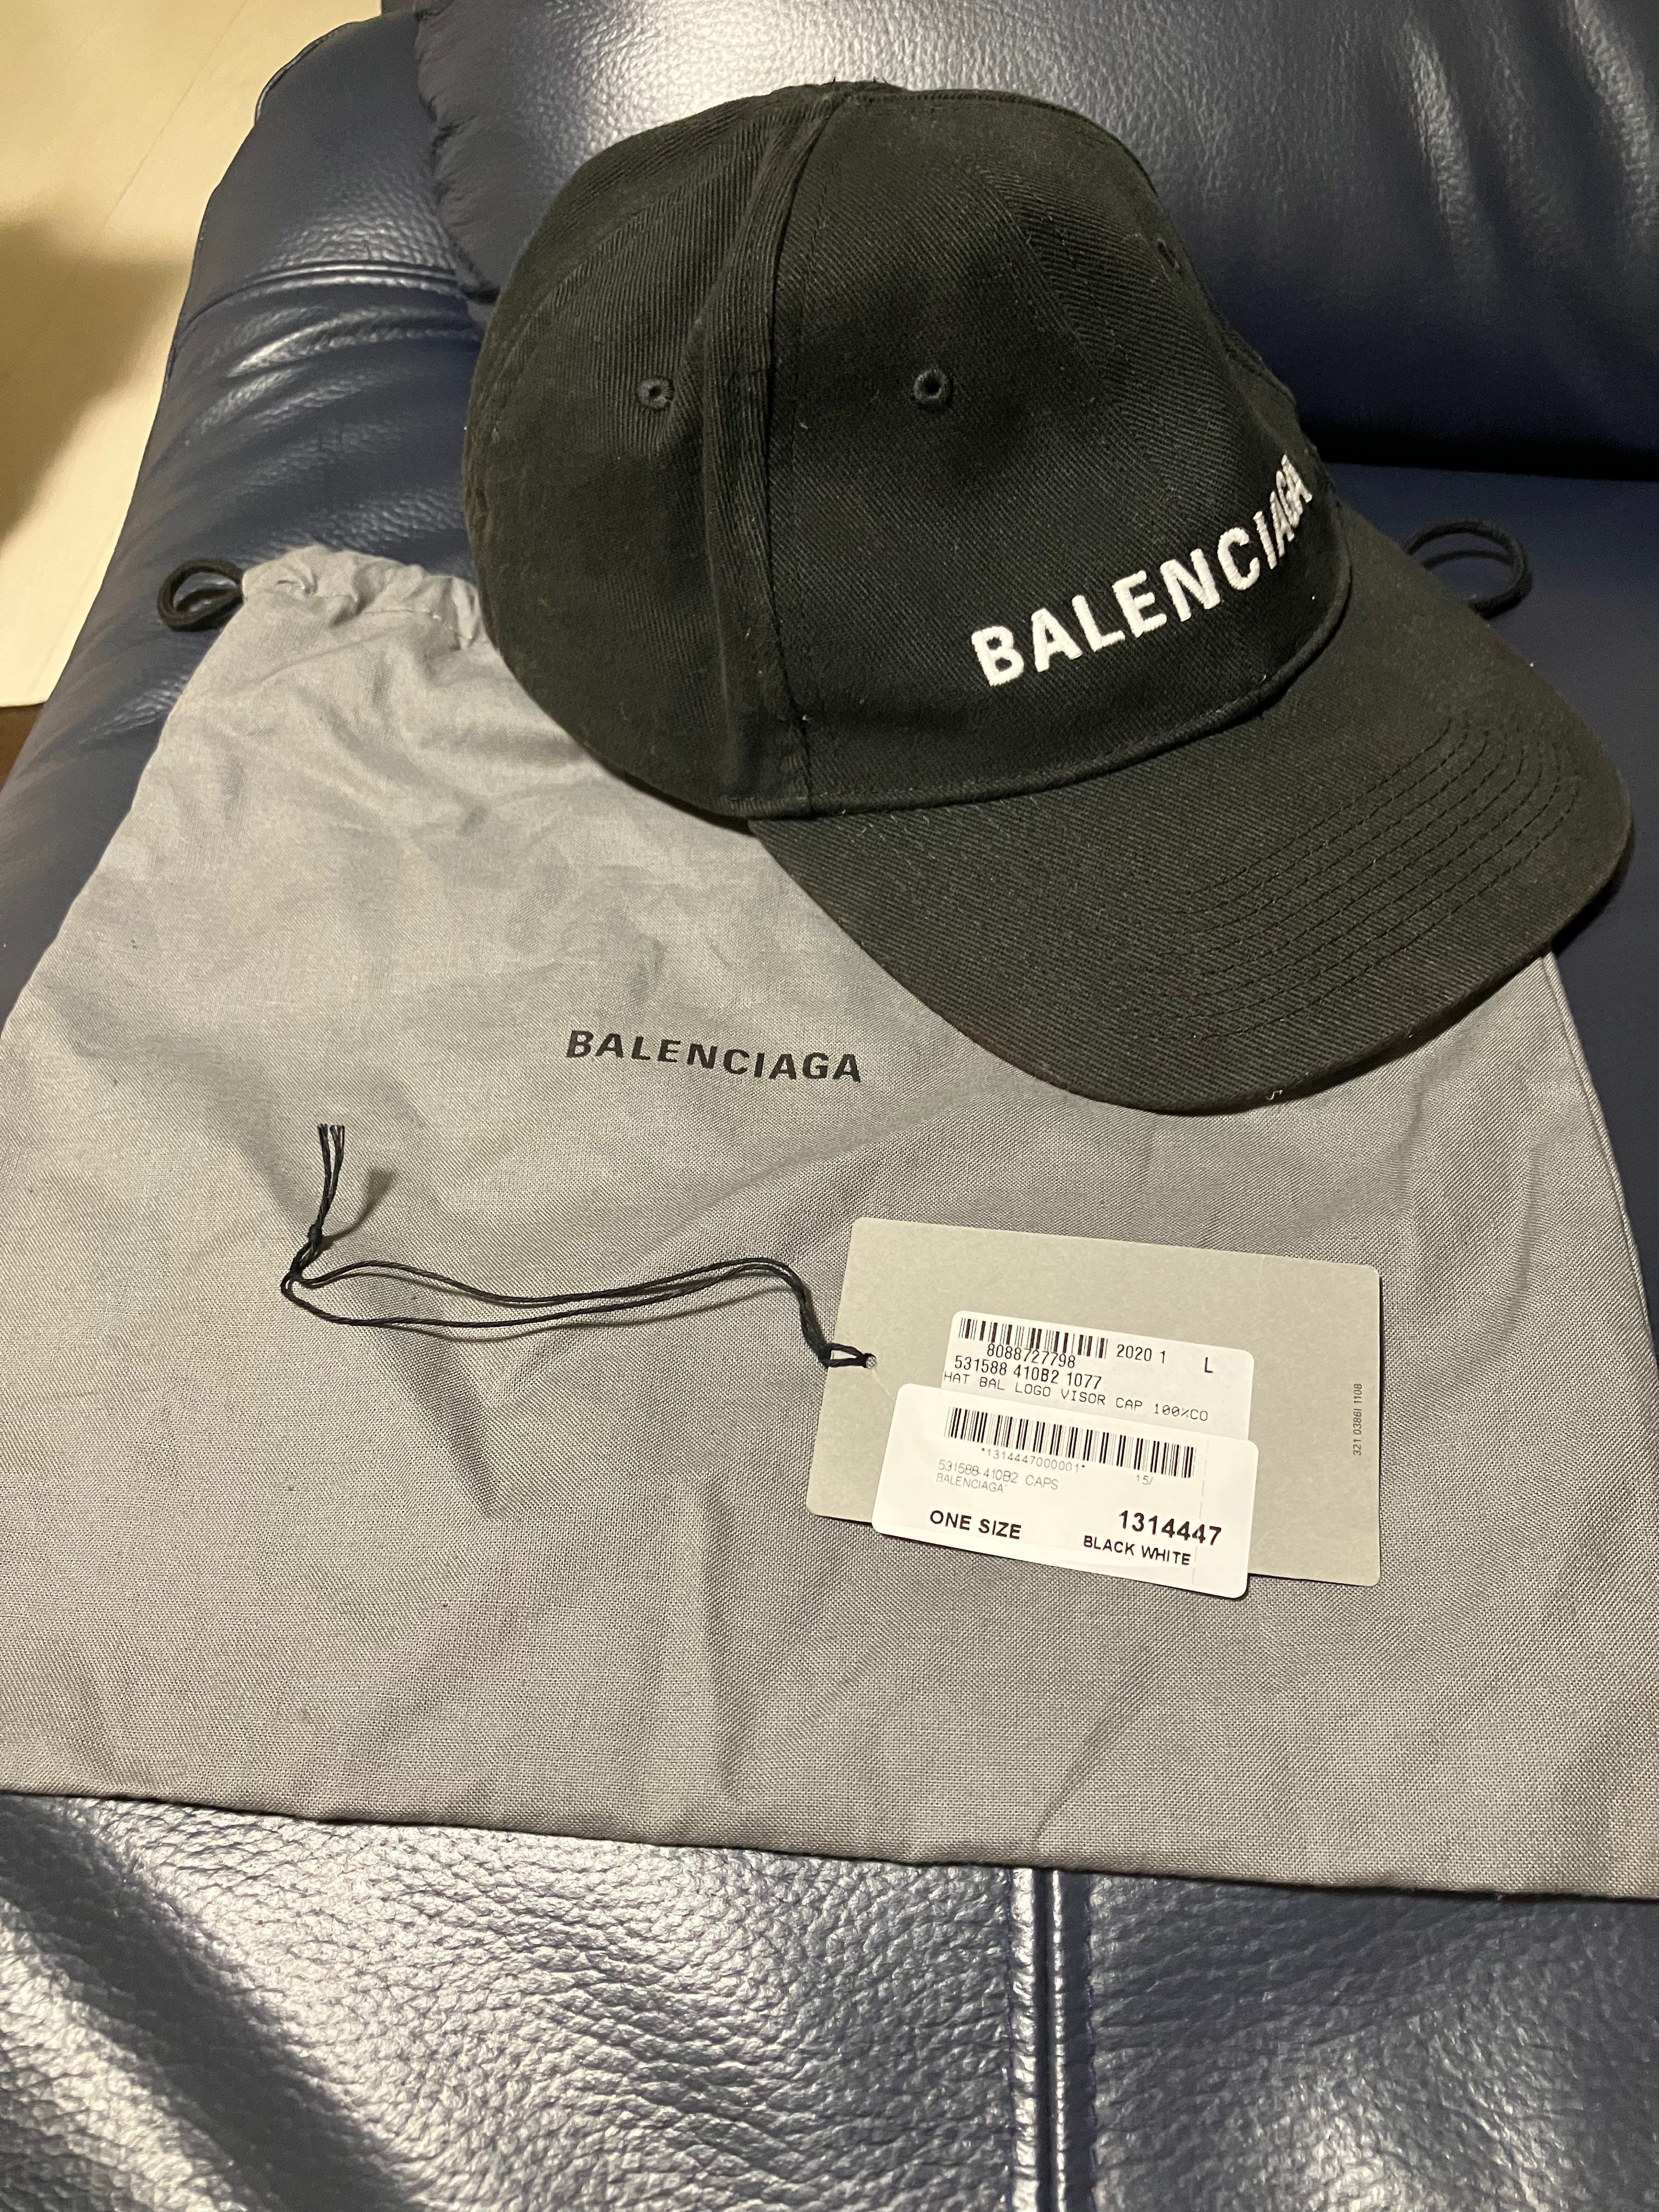 BALENCIAGA
BALENCIAGA
2020 1 L
8088727798
531588 410B2 1077
HAT BAL LOGO VISOR CAP 100%CO
*1314447000001* 15/
531588-410B2 CAPS
BALENCIAGA
ONE SIZE 1314447
BLACK WHITE
321 0386I 1108